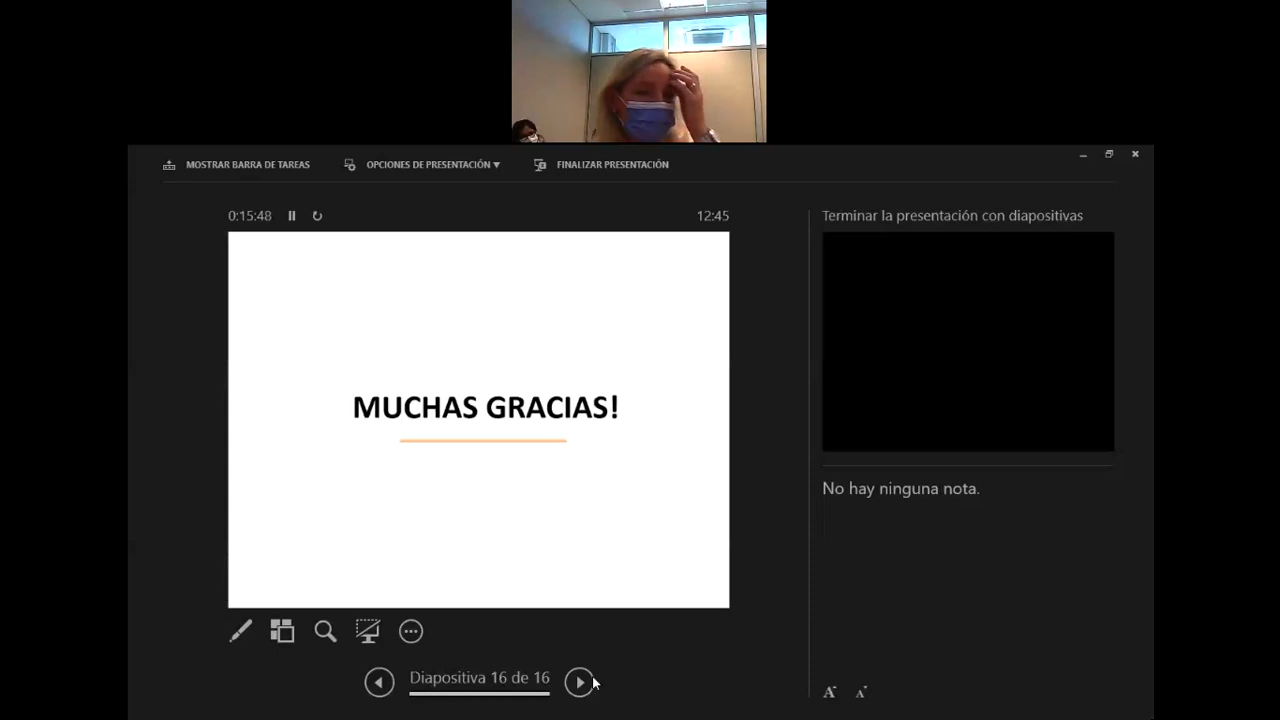 MOSTRAR BARRA DE TAREAS
OPCIONES DE PRESENTACIÓN ▾
FINALIZAR PRESENTACIÓN
0:15:48
12:45
Terminar la presentación con diapositivas
MUCHAS GRACIAS!
No hay ninguna nota.
Diapositiva 16 de 16
A A